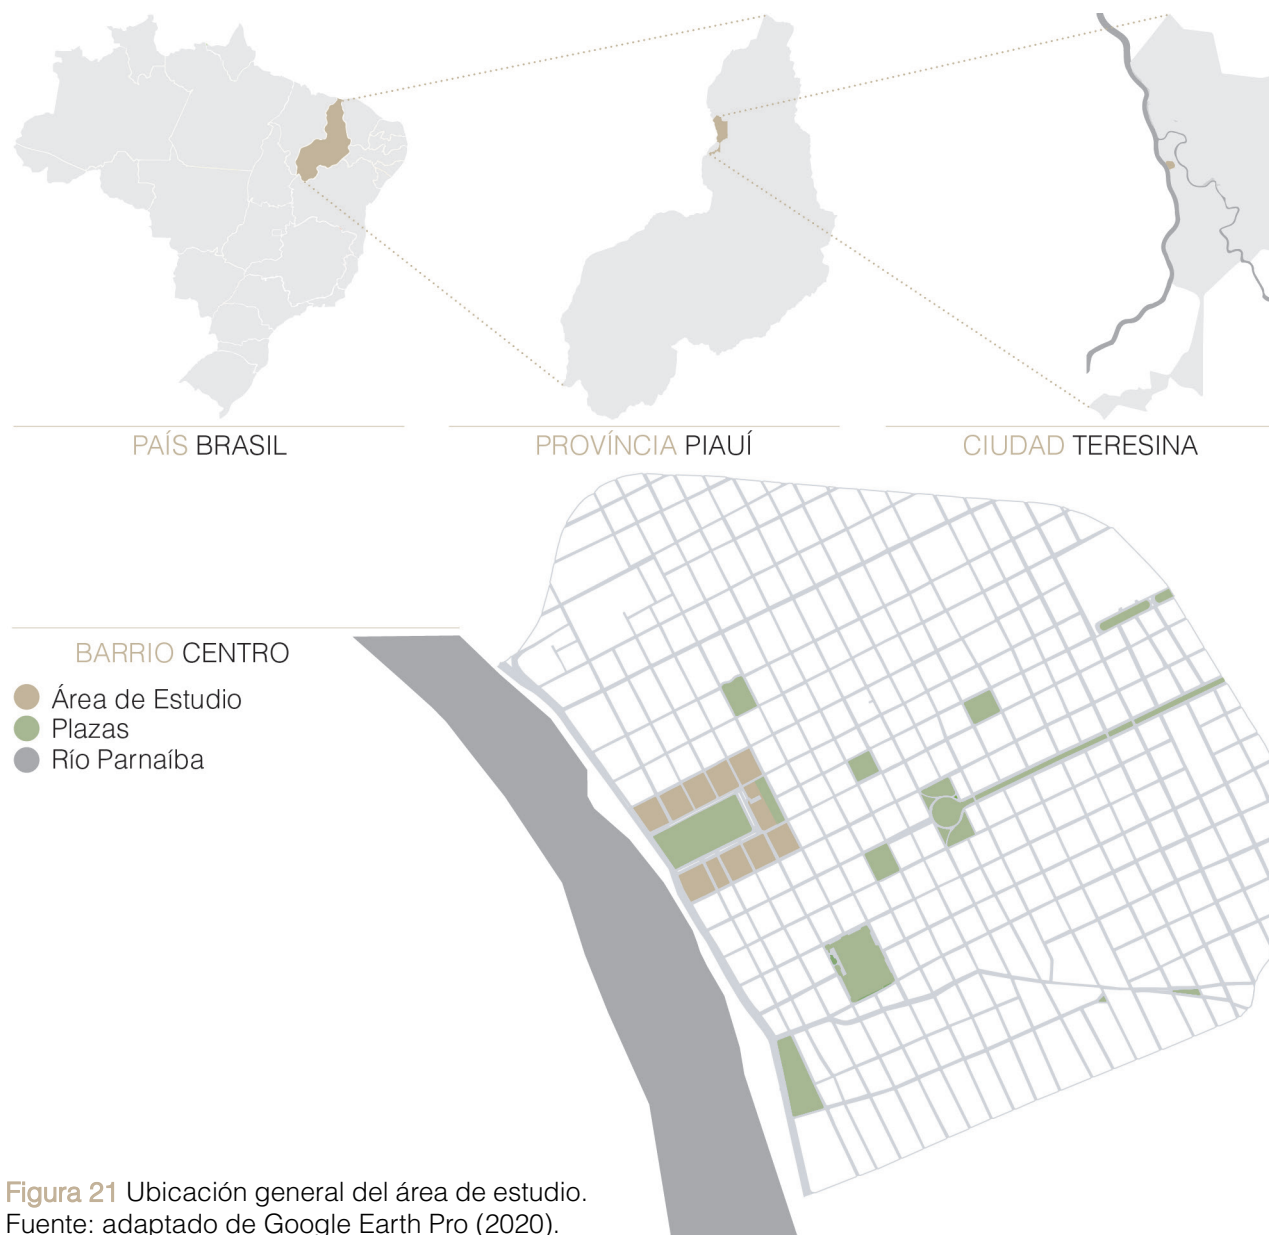 PAÍS BRASIL
PROVÍNCIA PIAUÍ
CIUDAD TERESINA
BARRIO CENTRO
Área de Estudio
Plazas
Río Parnaíba
Figura 21 Ubicación general del área de estudio.
Fuente: adaptado de Google Earth Pro (2020).